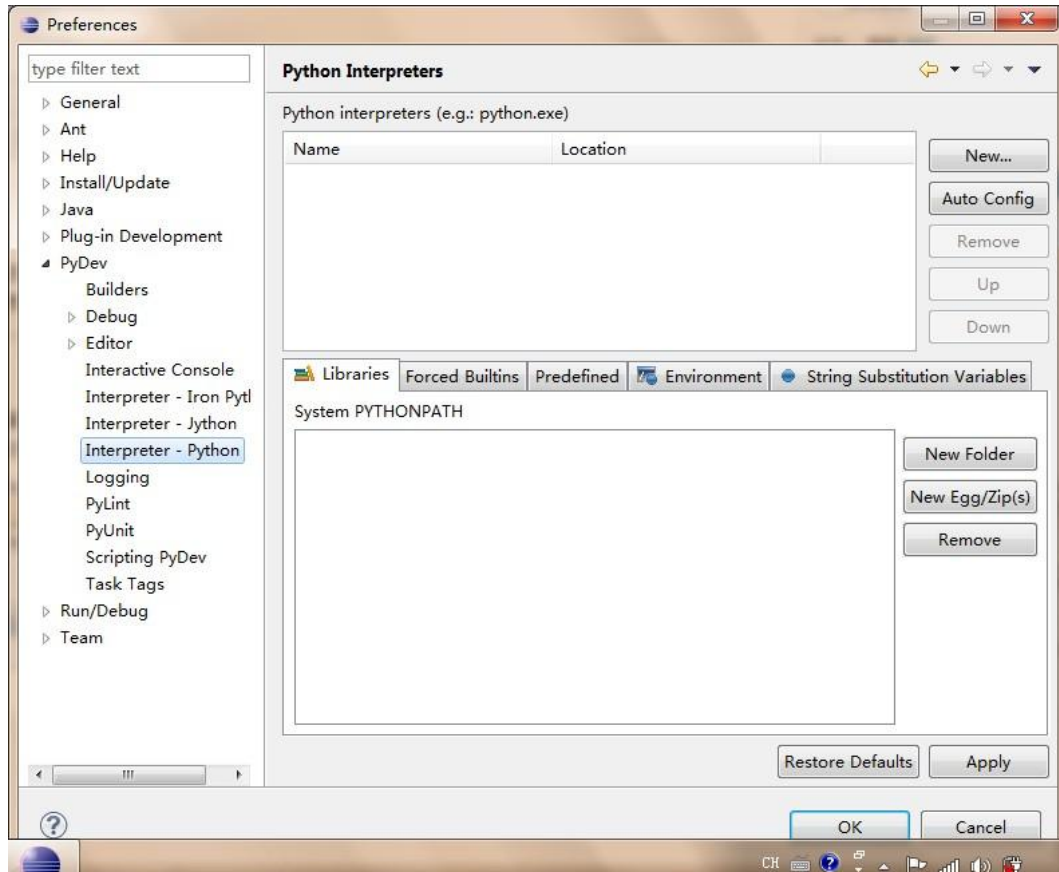 Preferences
type filter text
General
Ant
Help
Install/Update
Java
Plug-in Development
PyDev
Builders
Debug
Editor
Interactive Console
Interpreter - Iron Pytl
Interpreter - Jython
Interpreter - Python
Logging
PyLint
PyUnit
Scripting PyDev
Task Tags
Run/Debug
Team
Python Interpreters
Python interpreters (e.g.: python.exe)
Name Location
New...
Auto Config
Remove
Up
Down
Libraries Forced Builtins Predefined Environment String Substitution Variables
System PYTHONPATH
New Folder
New Egg/Zip(s)
Remove
Restore Defaults Apply
OK Cancel
CH